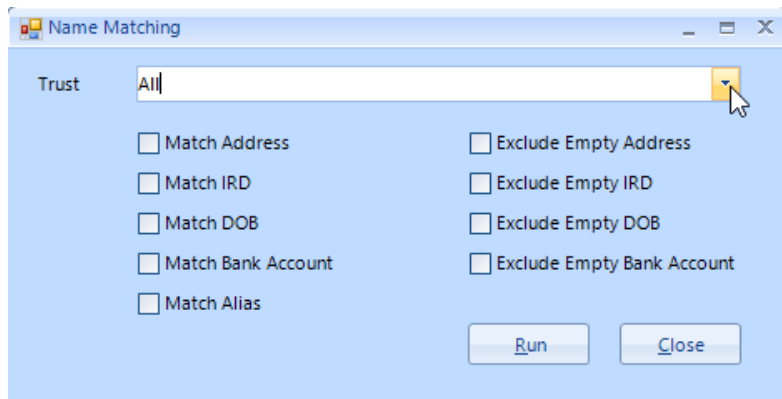 Name Matching
Trust All
Match Address Exclude Empty Address
Match IRD Exclude Empty IRD
Match DOB Exclude Empty DOB
Match Bank Account Exclude Empty Bank Account
Match Alias
Run Close